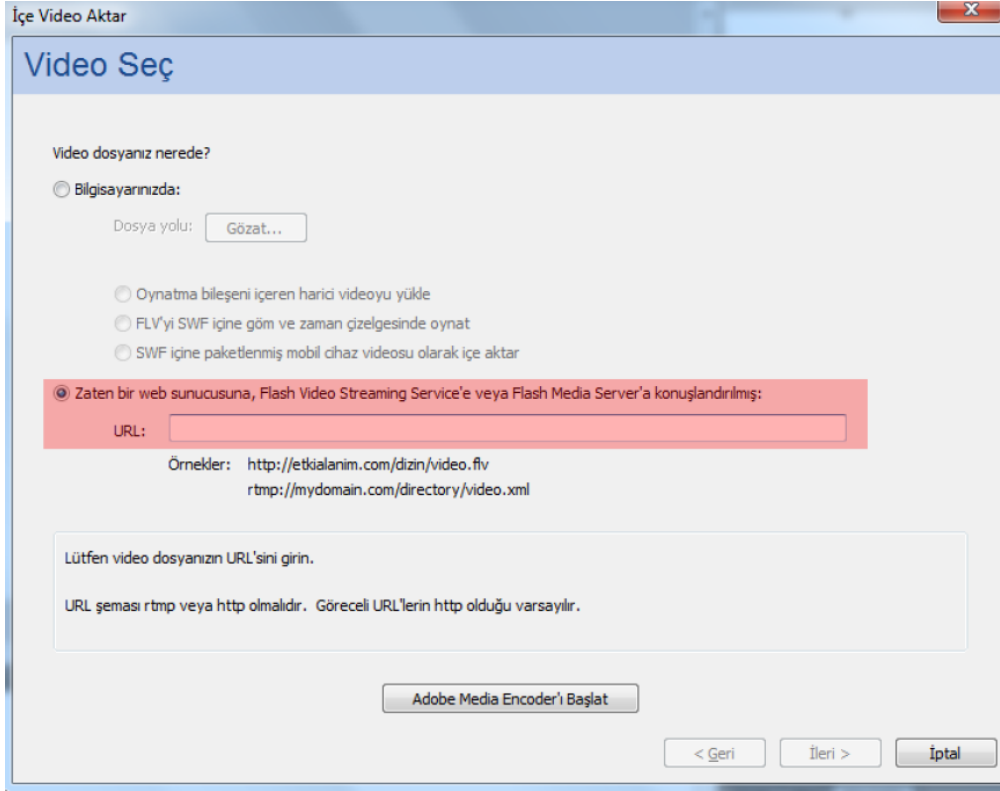 İçe Video Aktar
Video Seç
Video dosyanız nerede?
Bilgisayarınızda:
Dosya yolu: Gözat...
Oynatma bileşeni içeren harici videoyu yükle
FLV'yi SWF içine göm ve zaman çizelgesinde oynat
SWF içine paketlenmiş mobil cihaz videosu olarak içe aktar
Zaten bir web sunucusuna, Flash Video Streaming Service'e veya Flash Media Server'a konuşlandırılmış:
URL:
Örnekler: http://etkialanim.com/dizin/video.flv
rtmp://mydomain.com/directory/video.xml
Lütfen video dosyanızın URL'sini girin.
URL şeması rtmp veya http olmalıdır. Göreceli URL'lerin http olduğu varsayılır.
Adobe Media Encoder'ı Başlat
< Geri İleri > İptal